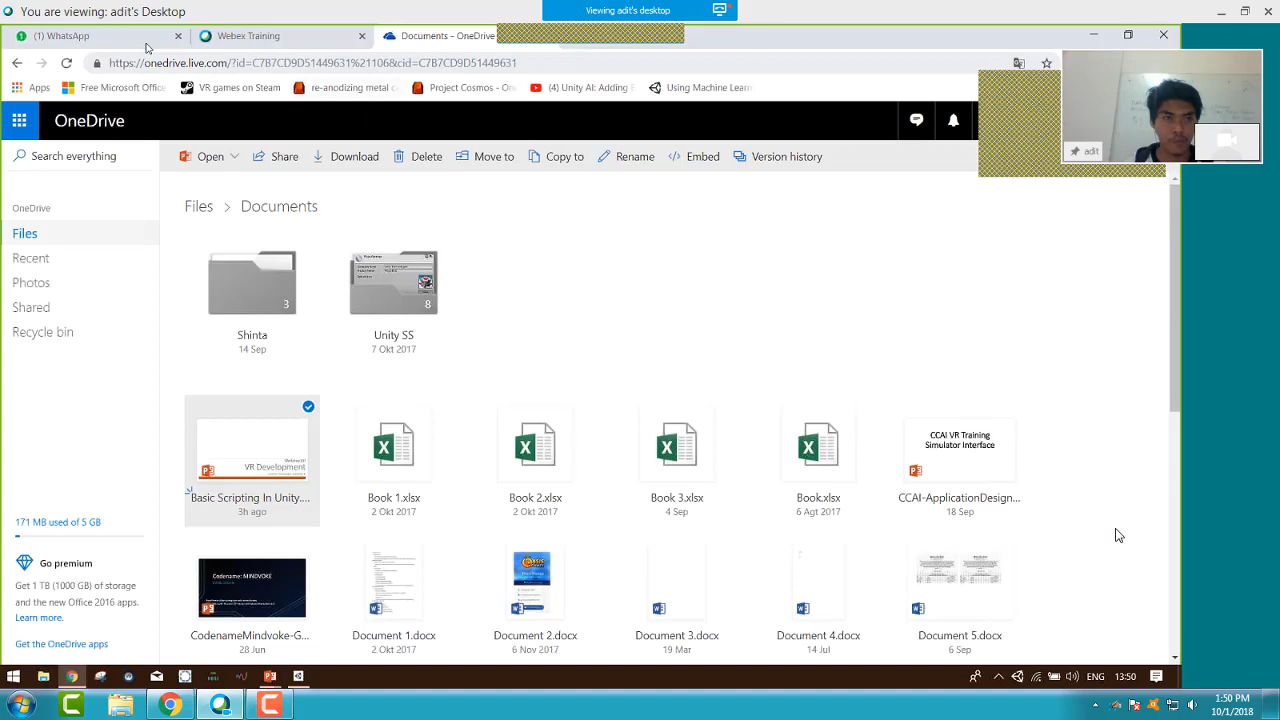 You are viewing: adit's Desktop
Viewing adit's desktop
(1) WhatsApp
Webex Training
Documents - OneDrive
https://onedrive.live.com/?id=C7B7CD9D51449631%21106&cid=C7B7CD9D51449631
Apps
Free Microsoft Office
VR games on Steam
re-anodizing metal c
Project Cosmos - On
(4) Unity AI: Adding E
Using Machine Learn
OneDrive
adit
Search everything
Open
Share
Download
Delete
Move to
Copy to
Rename
Embed
Version history
OneDrive
Files
Recent
Photos
Shared
Recycle bin
Files > Documents
3
8
Shinta
14 Sep
Unity SS
7 Okt 2017
VR Development
CCAI VR Training
Simulator Interface
Basic Scripting In Unity....
3h ago
Book 1.xlsx
2 Okt 2017
Book 2.xlsx
2 Okt 2017
Book 3.xlsx
4 Sep
Book.xlsx
6 Agt 2017
CCAI-ApplicationDesign...
18 Sep
Codename: MINDVOKE
CodenameMindvoke-G...
28 Jun
Document 1.docx
2 Okt 2017
Document 2.docx
6 Nov 2017
Document 3.docx
19 Mar
Document 4.docx
14 Jul
Document 5.docx
6 Sep
171 MB used of 5 GB
Go premium
Get 1 TB (1000 GB) of storage
and the new Office 2016 apps.
Learn more.
Get the OneDrive apps
ENG
13:50
1:50 PM
10/1/2018